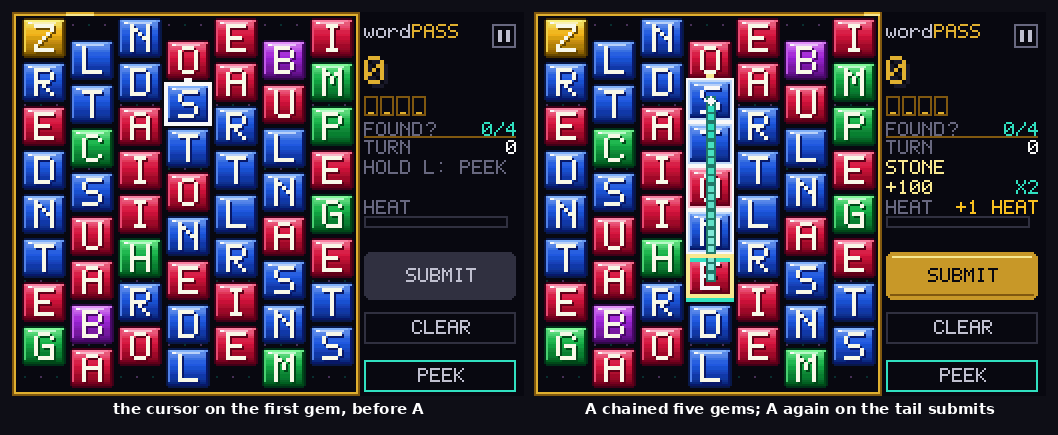 Z N E I
L O B
R D A M
T S U
E A R P
C T L
D I T E
S O N
N I L G
U N A
T H R E
A E S
E R I T
B D N
G O E S
A L M
wordPASS
0
FOUND? 0/4
TURN 0
HOLD L: PEEK
HEAT
SUBMIT
CLEAR
PEEK
the cursor on the first gem, before A
Z N E I
L O B
R D A M
T S U
E A R P
C T L
D I T E
S O N
N I L G
U N A
T H R E
A E S
E R I T
B D N
G O E S
A L M
wordPASS
0
FOUND? 0/4
TURN 0
STONE
+100 X2
HEAT +1 HEAT
SUBMIT
CLEAR
PEEK
A chained five gems; A again on the tail submits